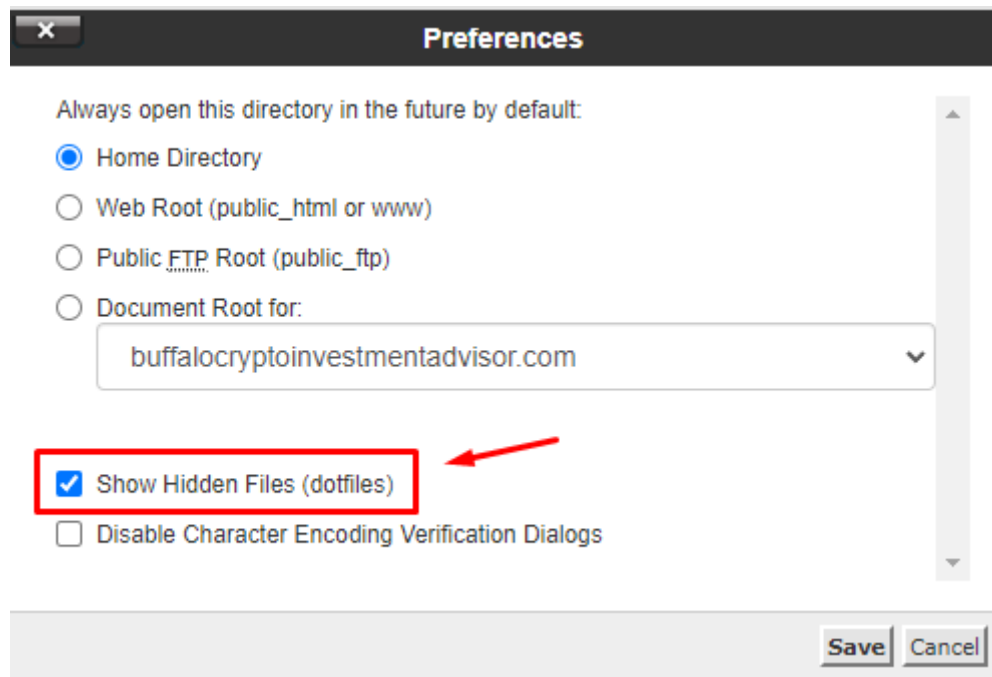 Preferences
Always open this directory in the future by default:
Home Directory
Web Root (public_html or www)
Public FTP Root (public_ftp)
Document Root for:
buffalocryptoinvestmentadvisor.com
Show Hidden Files (dotfiles)
Disable Character Encoding Verification Dialogs
Save Cancel